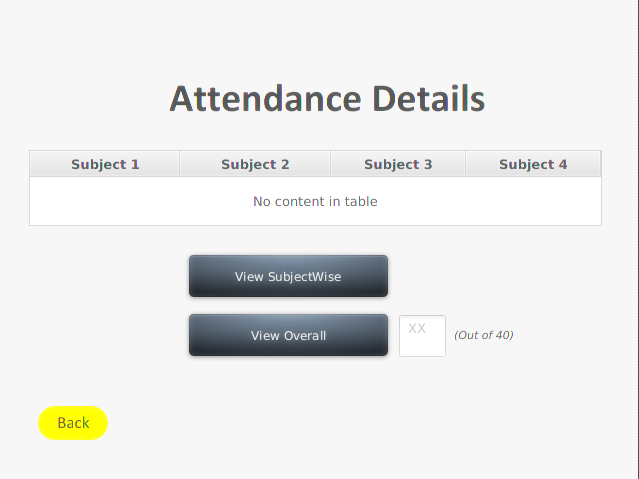 Attendance Details
Subject 1 Subject 2 Subject 3 Subject 4
No content in table
View SubjectWise
View Overall XX (Out of 40)
Back